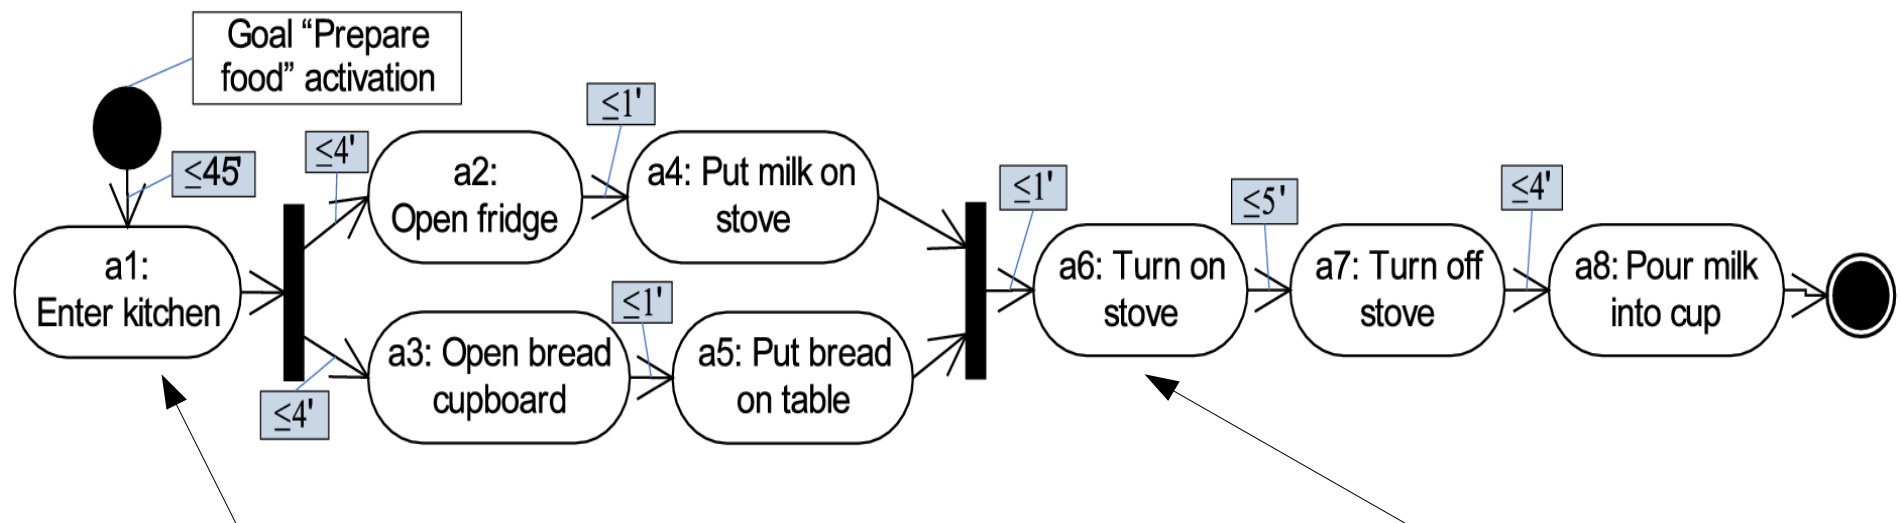 Goal “Prepare
food” activation
≤45'
a1:
Enter kitchen
≤4'
a2:
Open fridge
≤1'
a4: Put milk on
stove
≤4'
a3: Open bread
cupboard
≤1'
a5: Put bread
on table
≤1'
a6: Turn on
stove
≤5'
a7: Turn off
stove
≤4'
a8: Pour milk
into cup